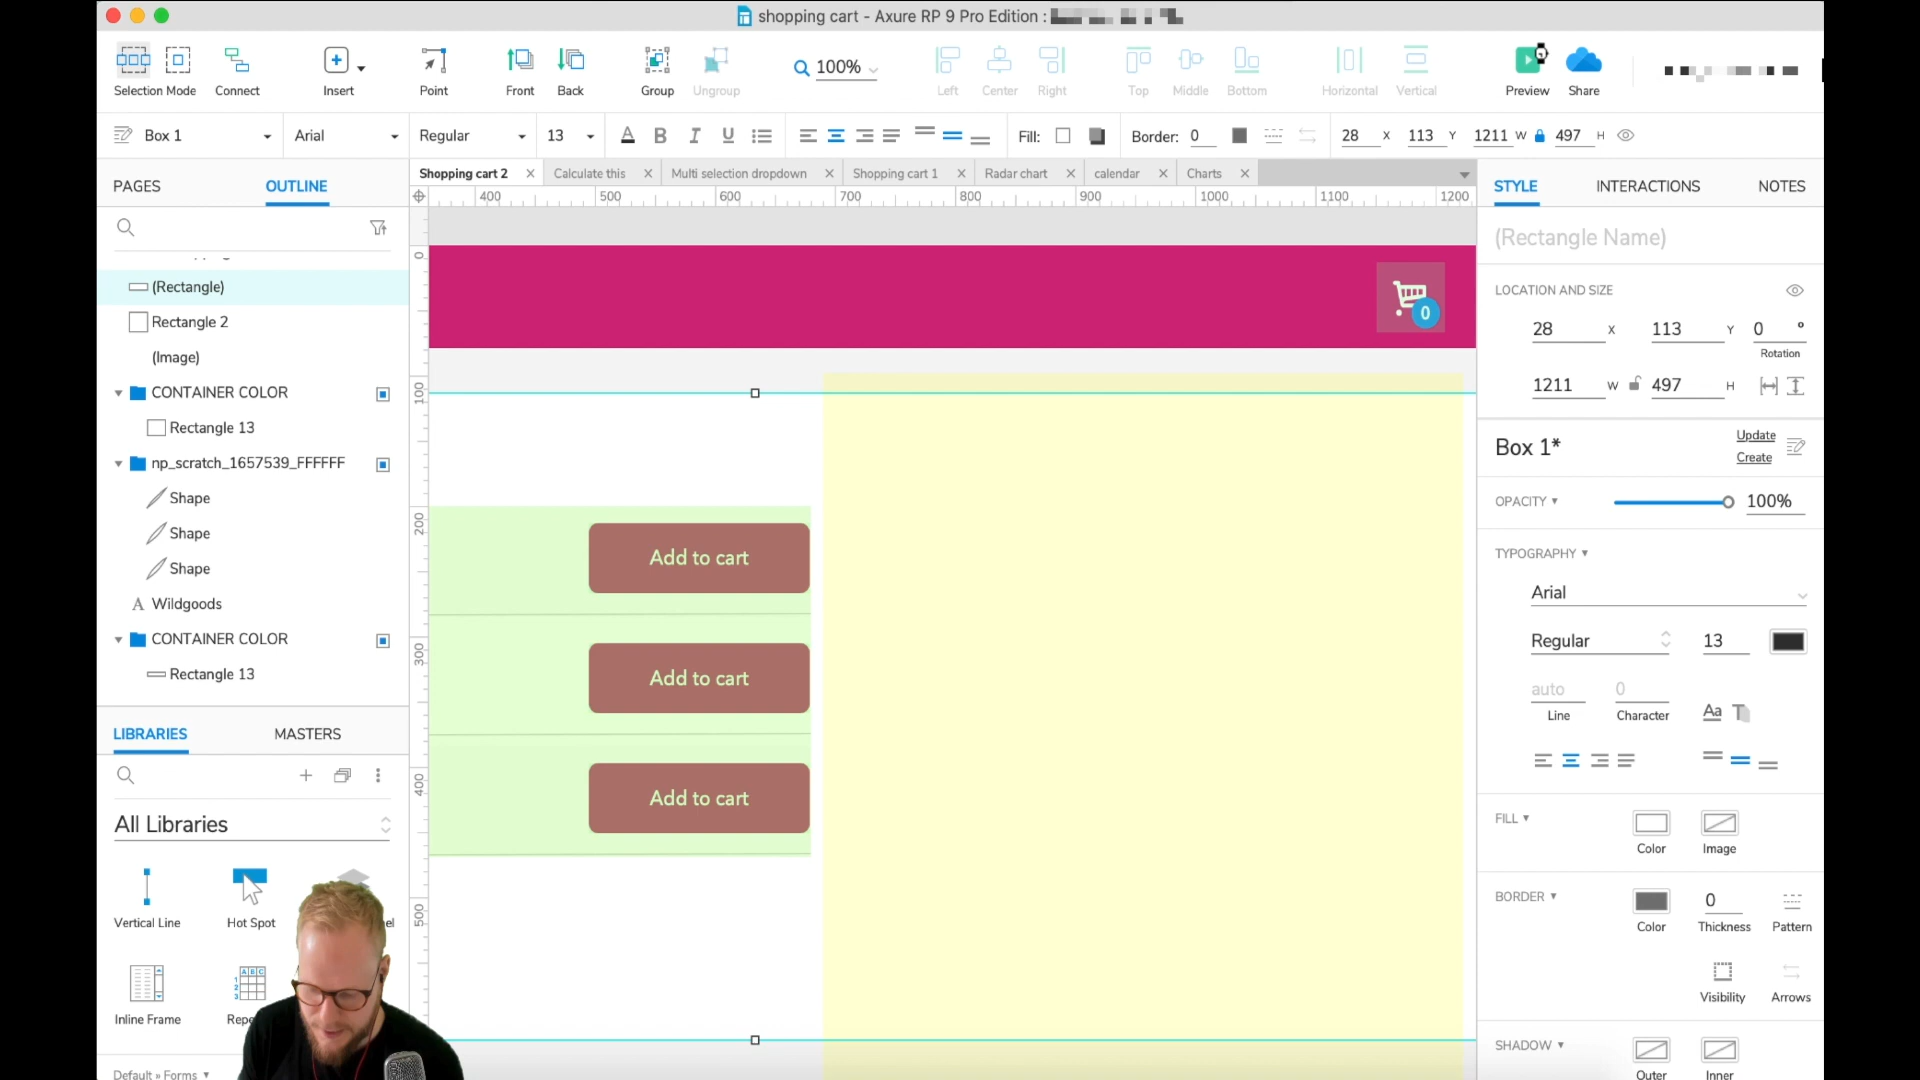 shopping cart - Axure RP 9 Pro Edition :
Selection Mode
Connect
Insert
Point
Front
Back
Group
Ungroup
100%
Left
Center
Right
Top
Middle
Bottom
Horizontal
Vertical
Preview
Share
Box 1
Arial
Regular
13
Fill:
Border:
0
28 X
113 Y
1211 W
497 H
PAGES
OUTLINE
Shopping cart 2
Calculate this
Multi selection dropdown
Shopping cart 1
Radar chart
calendar
Charts
STYLE
INTERACTIONS
NOTES
400
500
600
700
800
900
1000
1100
1200
0
100
200
300
400
500
(Rectangle)
Rectangle 2
(Image)
CONTAINER COLOR
Rectangle 13
np_scratch_1657539_FFFFFF
Shape
Shape
Shape
Wildgoods
CONTAINER COLOR
Rectangle 13
LIBRARIES
MASTERS
All Libraries
Vertical Line
Hot Spot
el
Inline Frame
Repe
Default » Forms
0
Add to cart
Add to cart
Add to cart
(Rectangle Name)
LOCATION AND SIZE
28 X
113 Y
0 °
Rotation
1211 W
497 H
Box 1*
Update
Create
OPACITY
100%
TYPOGRAPHY
Arial
Regular
13
auto
0
Line
Character
Aa
FILL
Color
Image
BORDER
0
Color
Thickness
Pattern
Visibility
Arrows
SHADOW
Outer
Inner